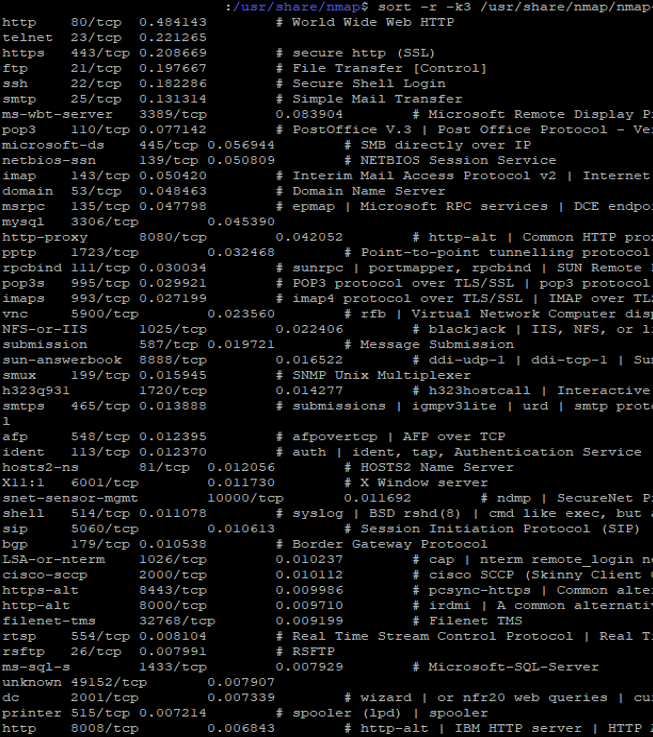 :/usr/share/nmap$ sort -r -k3 /usr/share/nmap/nmap-
http 80/tcp 0.484143 # World Wide Web HTTP
telnet 23/tcp 0.221265
https 443/tcp 0.208669 # secure http (SSL)
ftp 21/tcp 0.197667 # File Transfer [Control]
ssh 22/tcp 0.182286 # Secure Shell Login
smtp 25/tcp 0.131314 # Simple Mail Transfer
ms-wbt-server 3389/tcp 0.083904 # Microsoft Remote Display P
pop3 110/tcp 0.077142 # PostOffice V.3 | Post Office Protocol - Ve
microsoft-ds 445/tcp 0.056944 # SMB directly over IP
netbios-ssn 139/tcp 0.050809 # NETBIOS Session Service
imap 143/tcp 0.050420 # Interim Mail Access Protocol v2 | Internet
domain 53/tcp 0.048463 # Domain Name Server
msrpc 135/tcp 0.047798 # epmap | Microsoft RPC services | DCE endpo
mysql 3306/tcp 0.045390
http-proxy 8080/tcp 0.042052 # http-alt | Common HTTP pro
pptp 1723/tcp 0.032468 # Point-to-point tunnelling protocol
rpcbind 111/tcp 0.030034 # sunrpc | portmapper, rpcbind | SUN Remote
pop3s 995/tcp 0.029921 # POP3 protocol over TLS/SSL | pop3 protocol
imaps 993/tcp 0.027199 # imap4 protocol over TLS/SSL | IMAP over TL
vnc 5900/tcp 0.023560 # rfb | Virtual Network Computer disp
NFS-or-IIS 1025/tcp 0.022406 # blackjack | IIS, NFS, or li
submission 587/tcp 0.019721 # Message Submission
sun-answerbook 8888/tcp 0.016522 # ddi-udp-1 | ddi-tcp-1 | Su
smux 199/tcp 0.015945 # SNMP Unix Multiplexer
h323q931 1720/tcp 0.014277 # h323hostcall | Interactive
smtps 465/tcp 0.013888 # submissions | igmpv3lite | urd | smtp prot
l
afp 548/tcp 0.012395 # afpovertcp | AFP over TCP
ident 113/tcp 0.012370 # auth | ident, tap, Authentication Service
hosts2-ns 81/tcp 0.012056 # HOSTS2 Name Server
X11:1 6001/tcp 0.011730 # X Window server
snet-sensor-mgmt 10000/tcp 0.011692 # ndmp | SecureNet P
shell 514/tcp 0.011078 # syslog | BSD rshd(8) | cmd like exec, but
sip 5060/tcp 0.010613 # Session Initiation Protocol (SIP)
bgp 179/tcp 0.010538 # Border Gateway Protocol
LSA-or-nterm 1026/tcp 0.010237 # cap | nterm remote_login n
cisco-sccp 2000/tcp 0.010112 # cisco SCCP (Skinny Client
https-alt 8443/tcp 0.009986 # pcsync-https | Common alte
http-alt 8000/tcp 0.009710 # irdmi | A common alternativ
filenet-tms 32768/tcp 0.009199 # Filenet TMS
rtsp 554/tcp 0.008104 # Real Time Stream Control Protocol | Real T
rsftp 26/tcp 0.007991 # RSFTP
ms-sql-s 1433/tcp 0.007929 # Microsoft-SQL-Server
unknown 49152/tcp 0.007907
dc 2001/tcp 0.007339 # wizard | or nfr20 web queries | cu
printer 515/tcp 0.007214 # spooler (lpd) | spooler
http 8008/tcp 0.006843 # http-alt | IBM HTTP server | HTTP